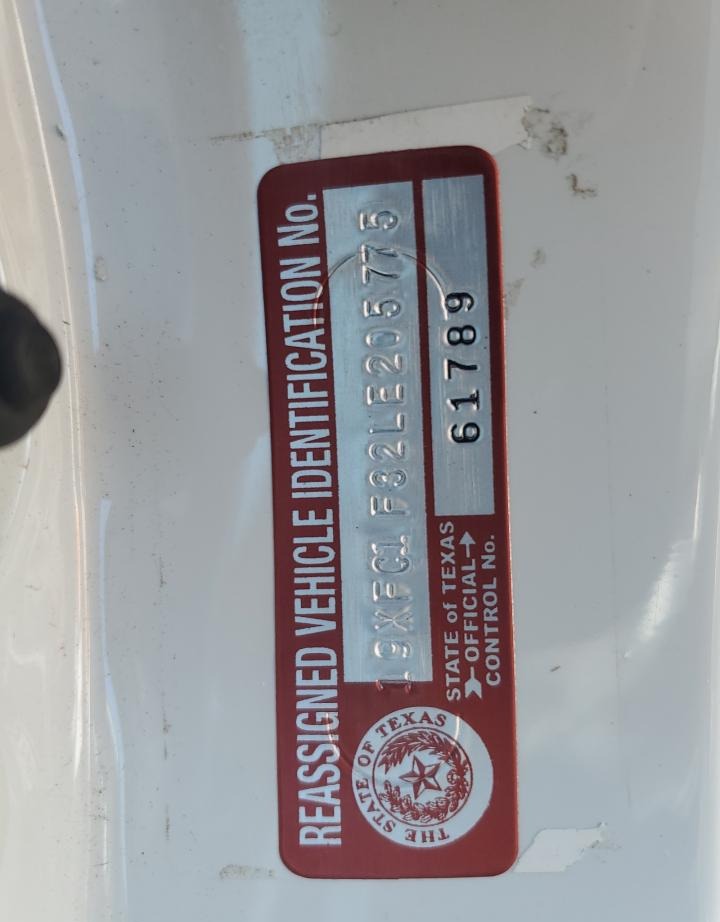 REASSIGNED VEHICLE IDENTIFICATION No.
19XFC1F32LE205775
THE STATE OF TEXAS
STATE of TEXAS
OFFICIAL
CONTROL No.
61789